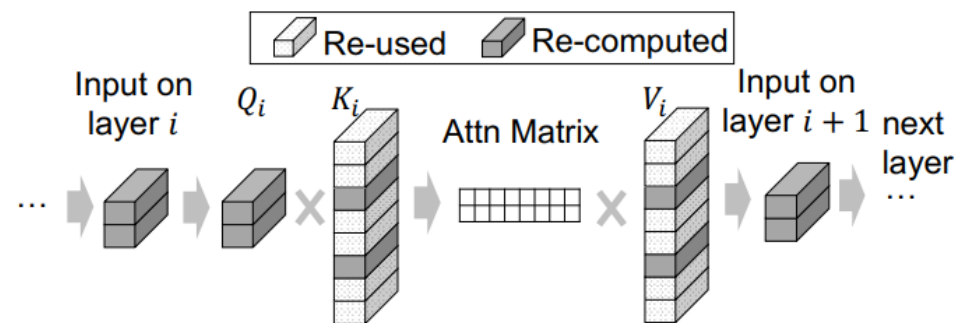 Re-used
Re-computed
Input on
layer i
Q_i
K_i
Attn Matrix
V_i
Input on
layer i + 1
next
layer
...
...